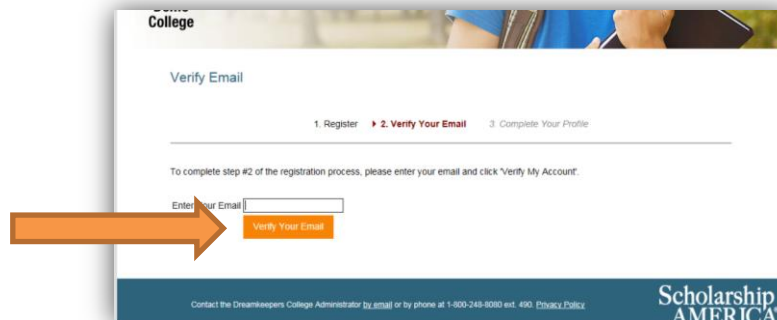 College
Verify Email
1. Register 2. Verify Your Email 3. Complete Your Profile
To complete step #2 of the registration process, please enter your email and click 'Verify My Account'.
Enter Your Email
Verify Your Email
Contact the Dreamkeepers College Administrator by email or by phone at 1-800-248-8080 ext. 490. Privacy Policy
Scholarship
AMERICA